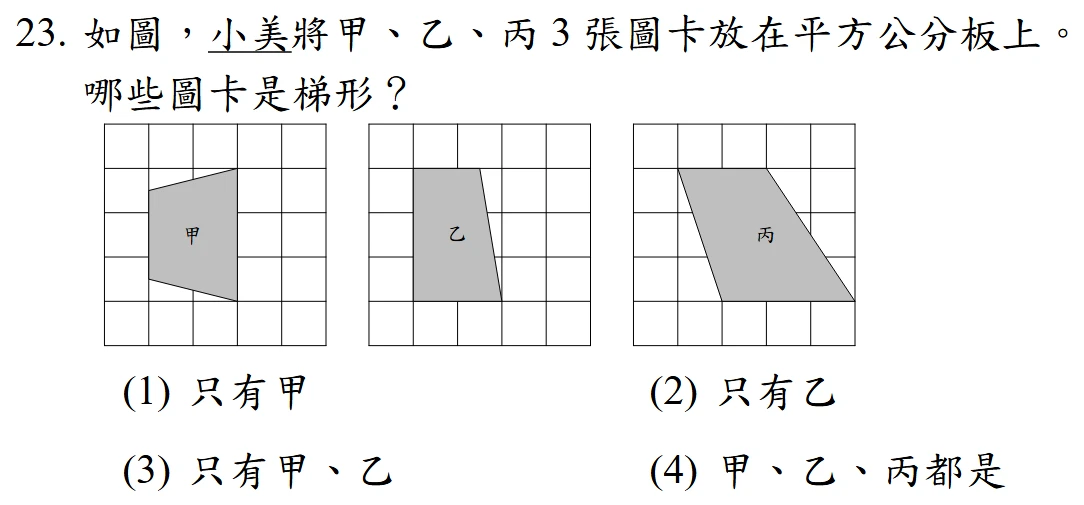 23. 如圖，小美將甲、乙、丙 3 張圖卡放在平方公分板上。
哪些圖卡是梯形？
甲 乙 丙
(1) 只有甲 (2) 只有乙
(3) 只有甲、乙 (4) 甲、乙、丙都是